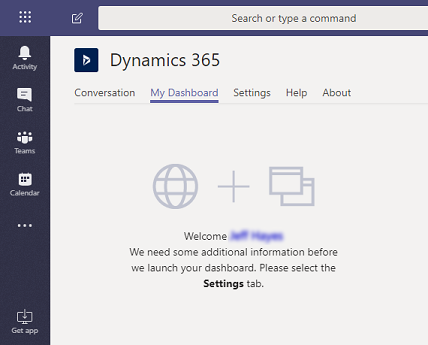 Search or type a command
Activity
Chat
Teams
Calendar
Get app
Dynamics 365
Conversation My Dashboard Settings Help About
Welcome
We need some additional information before
we launch your dashboard. Please select the
Settings tab.